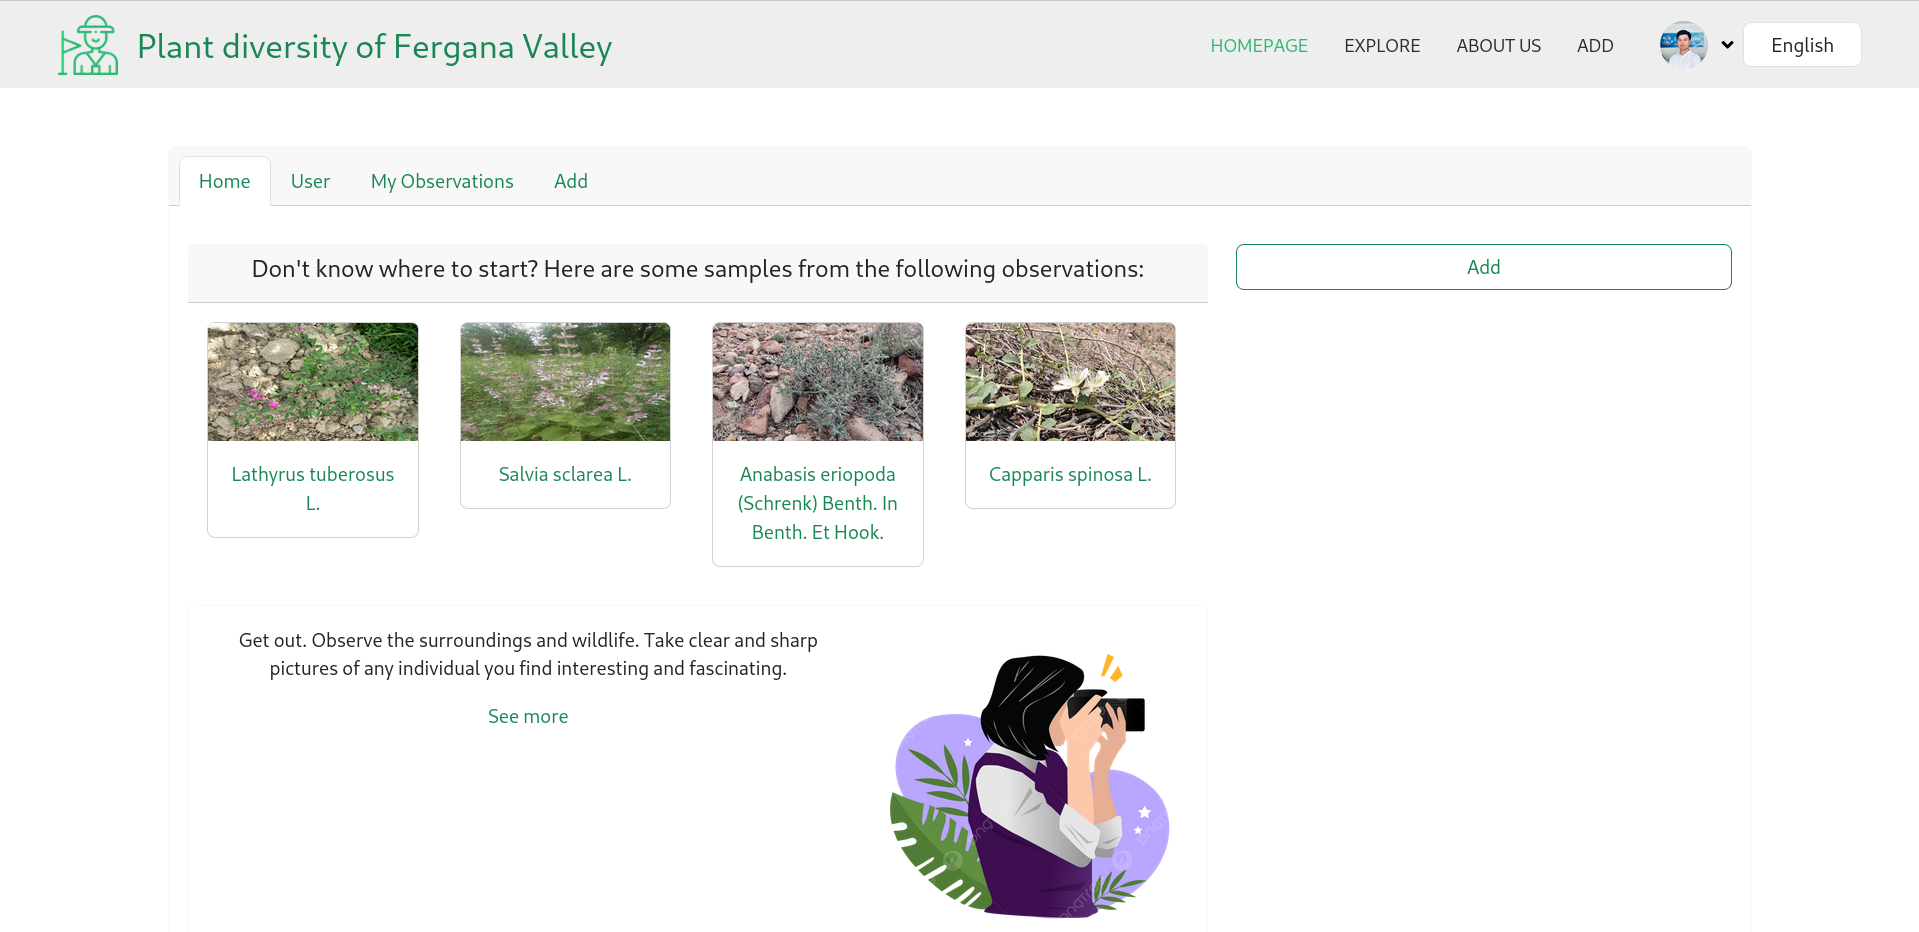 Plant diversity of Fergana Valley
HOMEPAGE
EXPLORE
ABOUT US
ADD
English
Home
User
My Observations
Add
Don't know where to start? Here are some samples from the following observations:
Add
Lathyrus tuberosus
L.
Salvia sclarea L.
Anabasis eriopoda
(Schrenk) Benth. In
Benth. Et Hook.
Capparis spinosa L.
Get out. Observe the surroundings and wildlife. Take clear and sharp
pictures of any individual you find interesting and fascinating.
See more